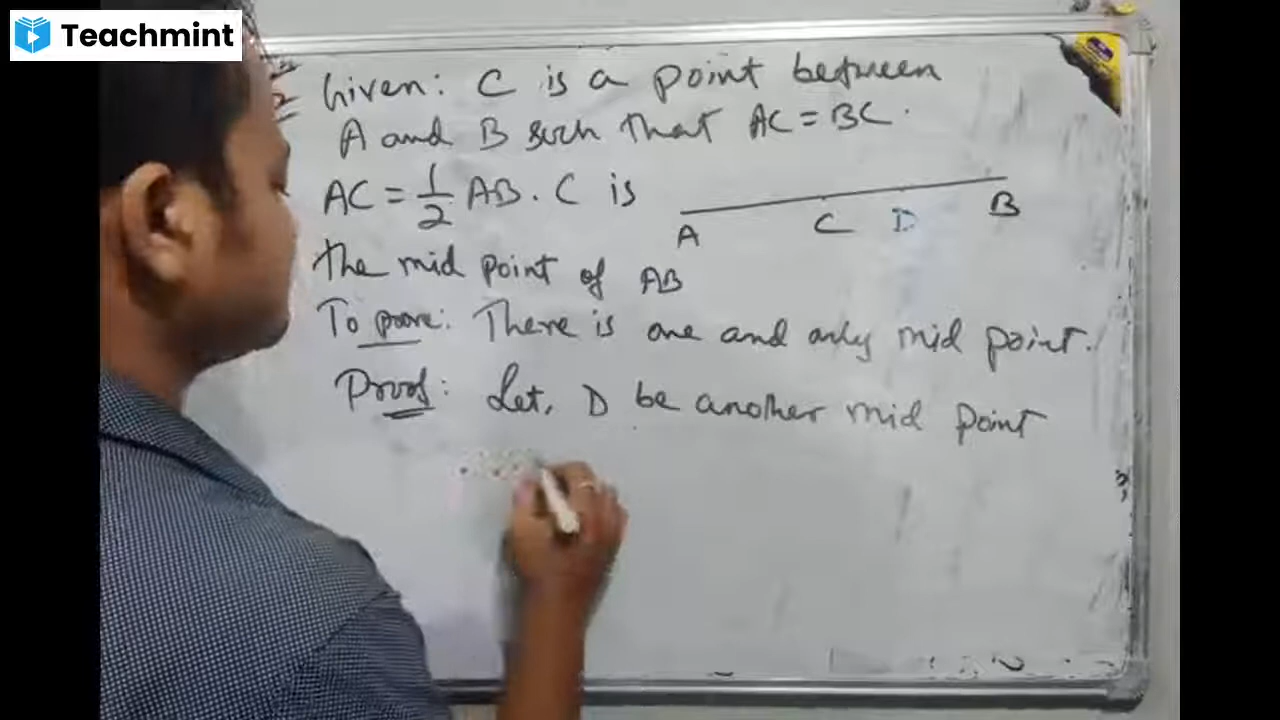 Teachmint
Given: C is a point between
A and B such that AC = BC.
AC = 1/2 AB. C is
the mid point of AB
A C D B
To prove: There is one and only mid point.
Proof: Let, D be another mid point